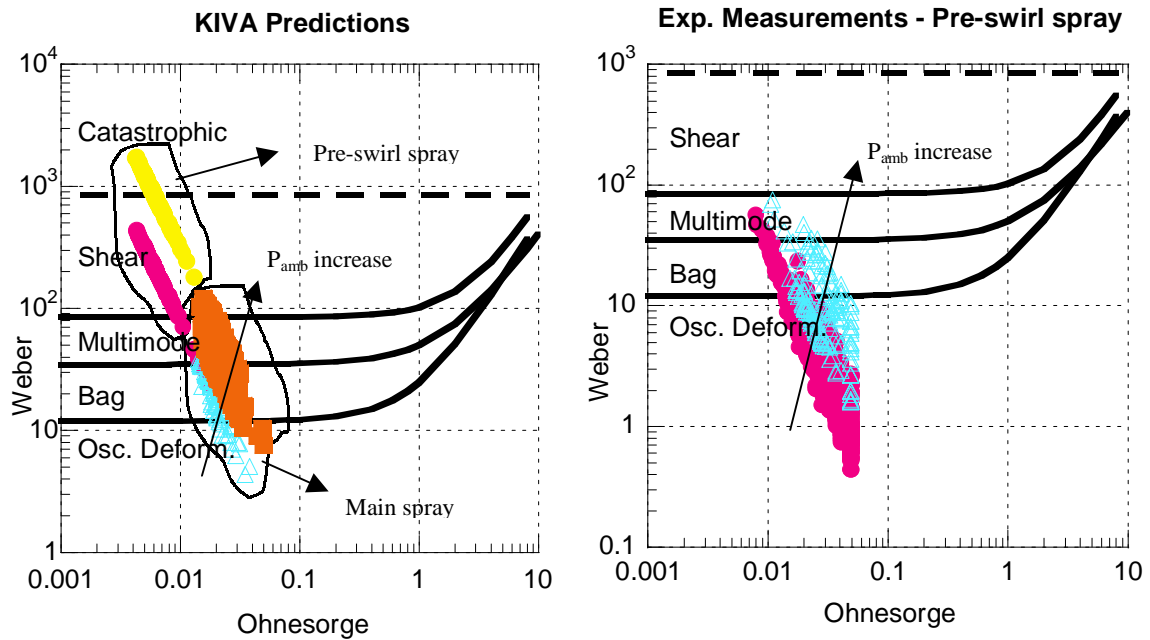 KIVA Predictions
10^4
10^3
10^2
10
1
Weber
Catastrophic
Pre-swirl spray
Shear
P_amb increase
Multimode
Bag
Osc. Deform.
Main spray
0.001
0.01
0.1
1
10
Ohnesorge
Exp. Measurements - Pre-swirl spray
10^3
10^2
10
1
0.1
Weber
Shear
P_amb increase
Multimode
Bag
Osc. Deform.
0.001
0.01
0.1
1
10
Ohnesorge